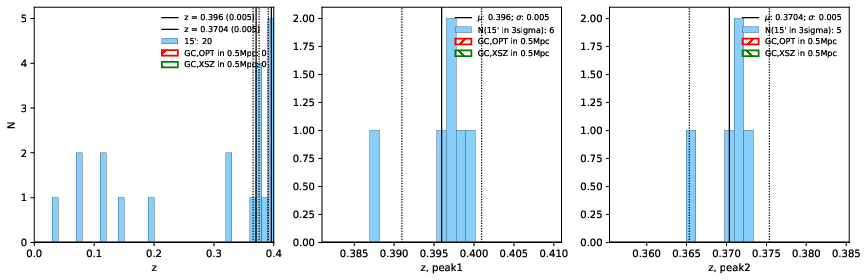 z = 0.396 (0.005)
z = 0.3704 (0.005)
15': 20
GC,OPT in 0.5Mpc: 0
GC,XSZ in 0.5Mpc: 0
N
5
4
3
2
1
0
0.0 0.1 0.2 0.3 0.4
z
μ: 0.396; σ: 0.005
N(15' in 3sigma): 6
GC,OPT in 0.5Mpc
GC,XSZ in 0.5Mpc
2.00
1.75
1.50
1.25
1.00
0.75
0.50
0.25
0.00
0.385 0.390 0.395 0.400 0.405 0.410
z, peak1
μ: 0.3704; σ: 0.005
N(15' in 3sigma): 5
GC,OPT in 0.5Mpc
GC,XSZ in 0.5Mpc
2.00
1.75
1.50
1.25
1.00
0.75
0.50
0.25
0.00
0.360 0.365 0.370 0.375 0.380 0.385
z, peak2